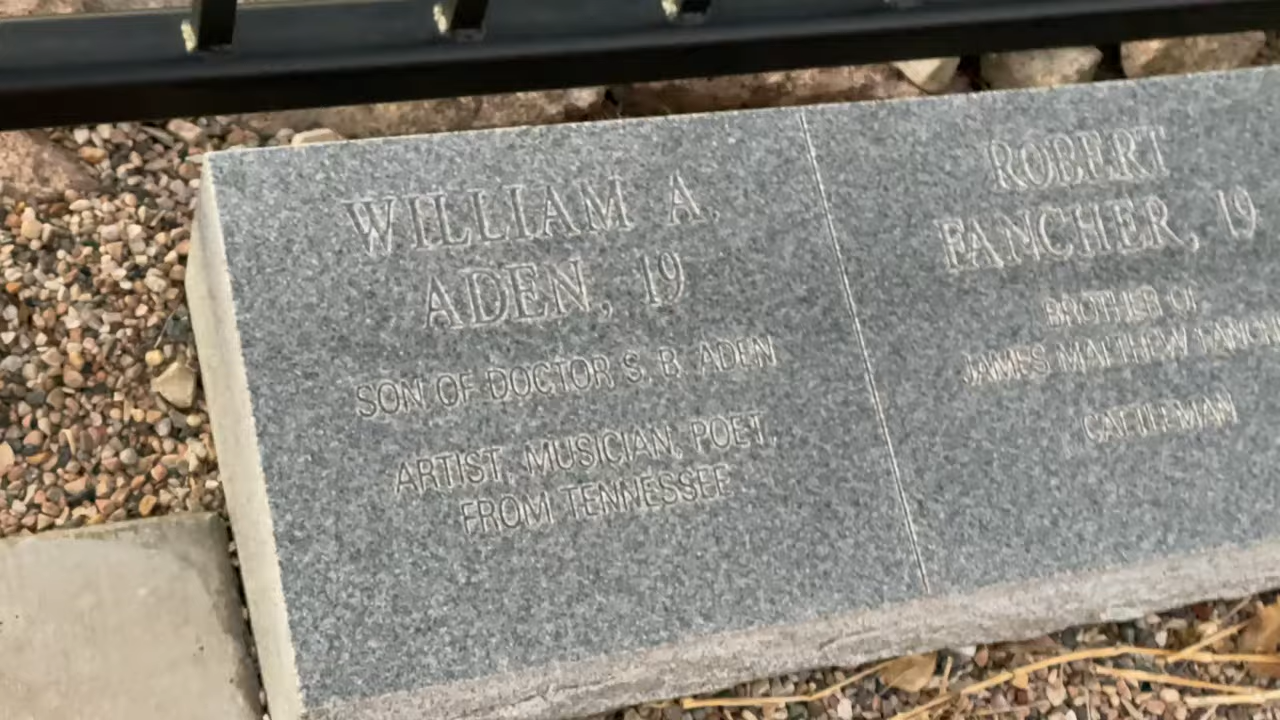 WILLIAM A.
ADEN, 19
SON OF DOCTOR S. B. ADEN
ARTIST, MUSICIAN, POET,
FROM TENNESSEE
ROBERT
FANCHER, 19
BROTHER OF
JAMES MATTHEW
CATTLEMAN